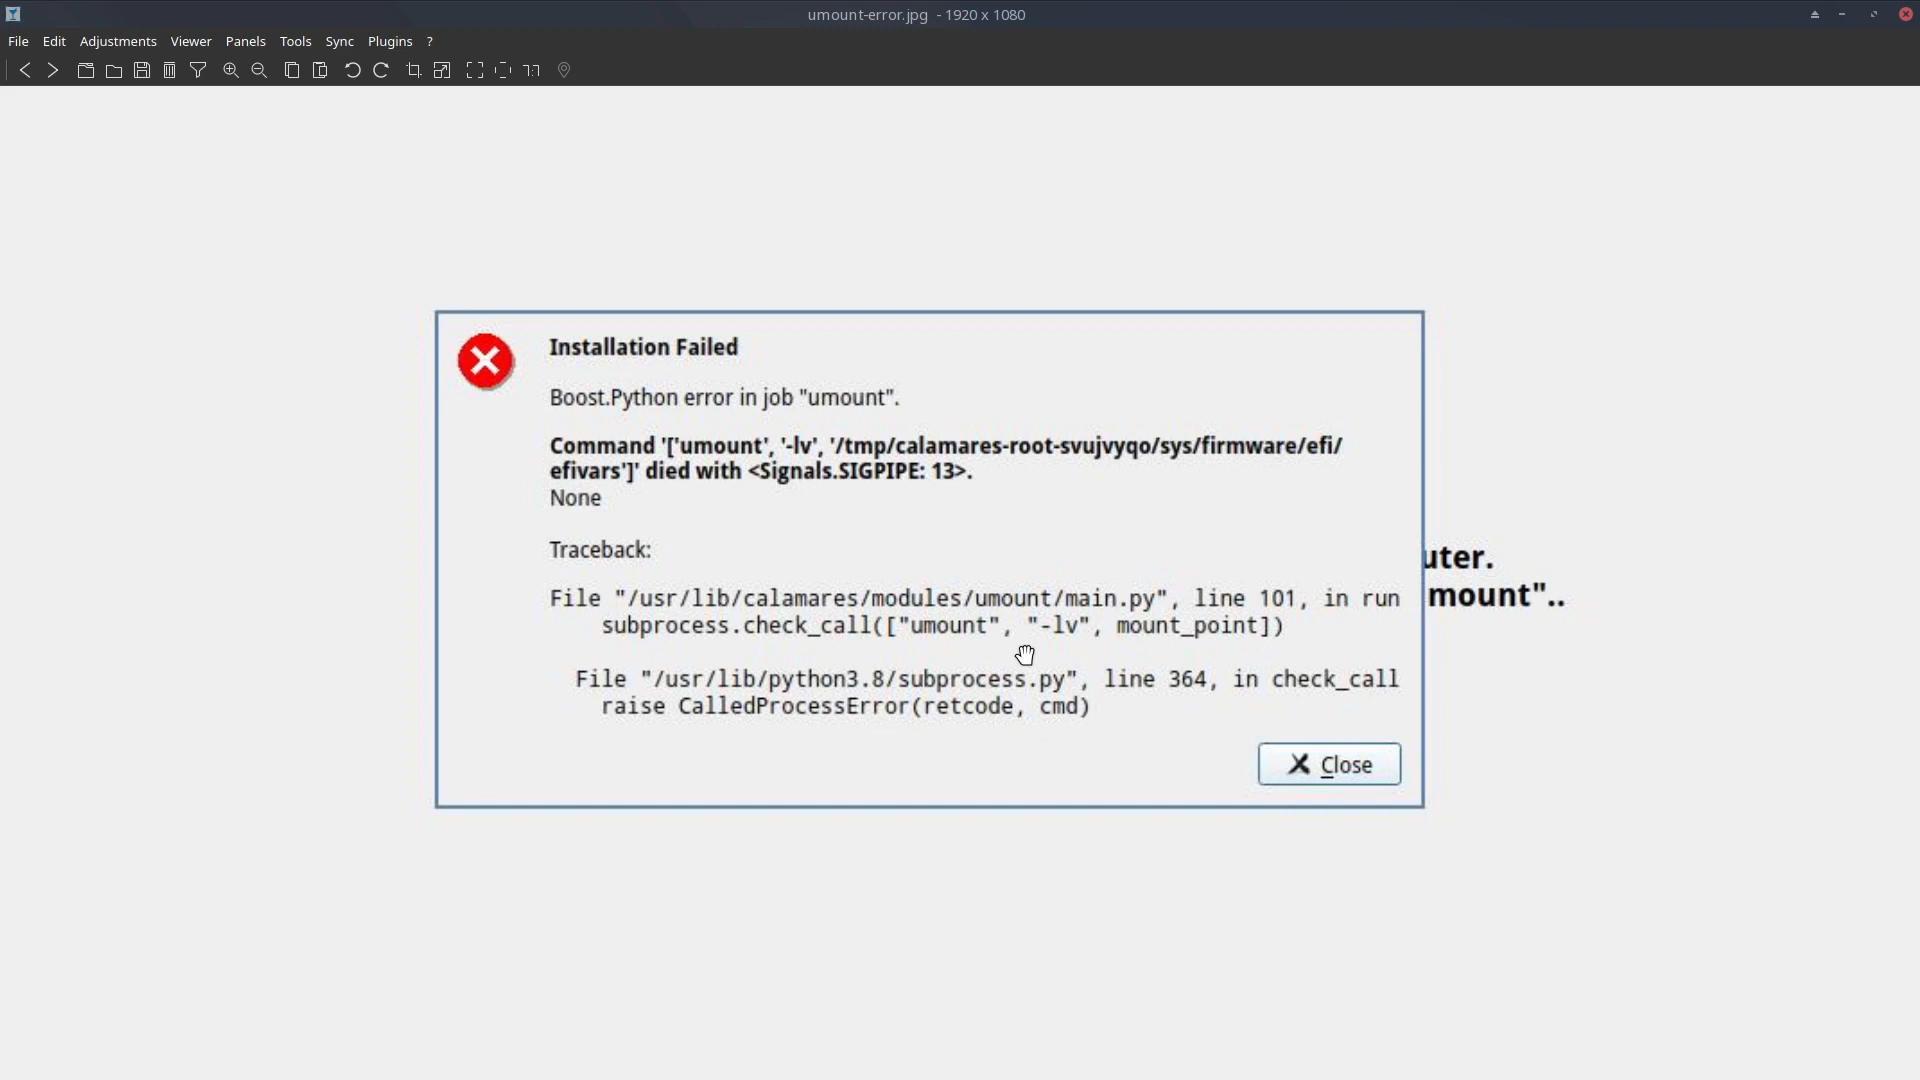 umount-error.jpg - 1920 x 1080
File Edit Adjustments Viewer Panels Tools Sync Plugins ?
1:1
Installation Failed
Boost.Python error in job "umount".
Command '['umount', '-lv', '/tmp/calamares-root-svujvyqo/sys/firmware/efi/
efivars']' died with <Signals.SIGPIPE: 13>.
None
Traceback:
File "/usr/lib/calamares/modules/umount/main.py", line 101, in run
subprocess.check_call(["umount", "-lv", mount_point])
File "/usr/lib/python3.8/subprocess.py", line 364, in check_call
raise CalledProcessError(retcode, cmd)
Close
uter.
mount"..